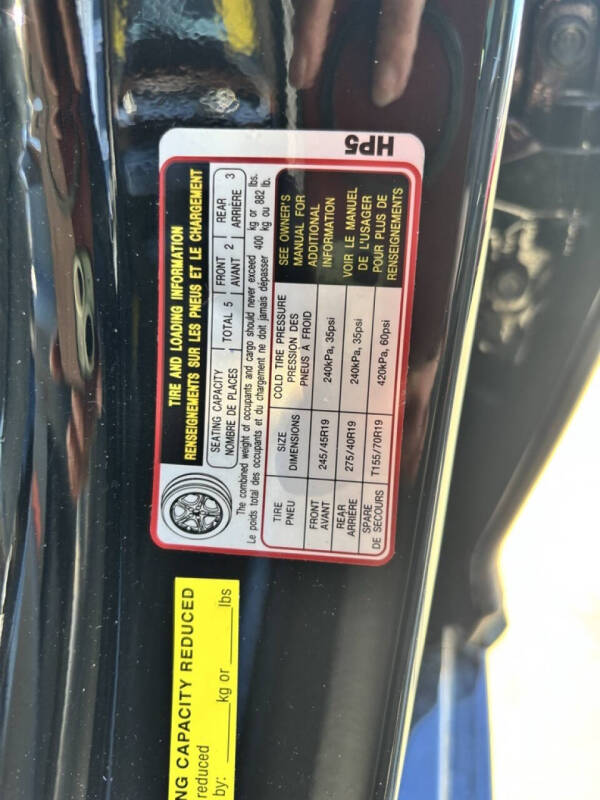 HP5
TIRE AND LOADING INFORMATION
RENSEIGNEMENTS SUR LES PNEUS ET LE CHARGEMENT
SEATING CAPACITY
NOMBRE DE PLACES
TOTAL 5
FRONT
AVANT 2
REAR
ARRIÈRE 3
The combined weight of occupants and cargo should never exceed 400 kg or lbs.
Le poids total des occupants et du chargement ne doit jamais dépasser 400 kg ou 882 lb.
TIRE
PNEU
SIZE
DIMENSIONS
COLD TIRE PRESSURE
PRESSION DES
PNEUS À FROID
FRONT
AVANT
245/45R19
240kPa, 35psi
REAR
ARRIÈRE
275/40R19
240kPa, 35psi
SPARE
DE SECOURS
T155/70R19
420kPa, 60psi
SEE OWNER'S
MANUAL FOR
ADDITIONAL
INFORMATION
VOIR LE MANUEL
DE L'USAGER
POUR PLUS DE
RENSEIGNEMENTS
NG CAPACITY REDUCED
reduced
by: ____ kg or ____ lbs